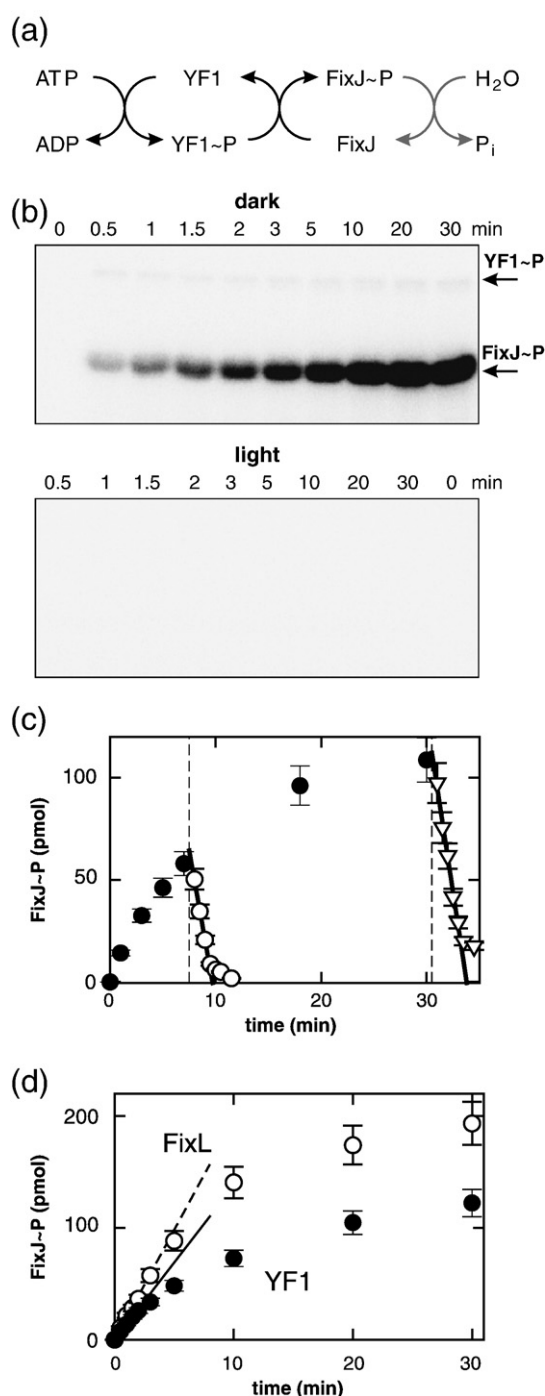 (a)
ATP YF1 FixJ~P H₂O
ADP YF1~P FixJ Pᵢ
(b)
dark
0 0.5 1 1.5 2 3 5 10 20 30 min
YF1~P
FixJ~P
light
0.5 1 1.5 2 3 5 10 20 30 0 min
(c)
100
50
0
FixJ~P (pmol)
0 10 20 30
time (min)
(d)
200
100
0
FixJ~P (pmol)
FixL
YF1
0 10 20 30
time (min)